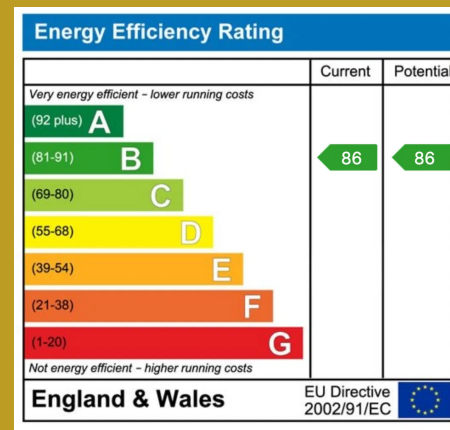 Energy Efficiency Rating
Current Potential
Very energy efficient – lower running costs
(92 plus) A
(81-91) B 86 86
(69-80) C
(55-68) D
(39-54) E
(21-38) F
(1-20) G
Not energy efficient – higher running costs
England & Wales
EU Directive
2002/91/EC